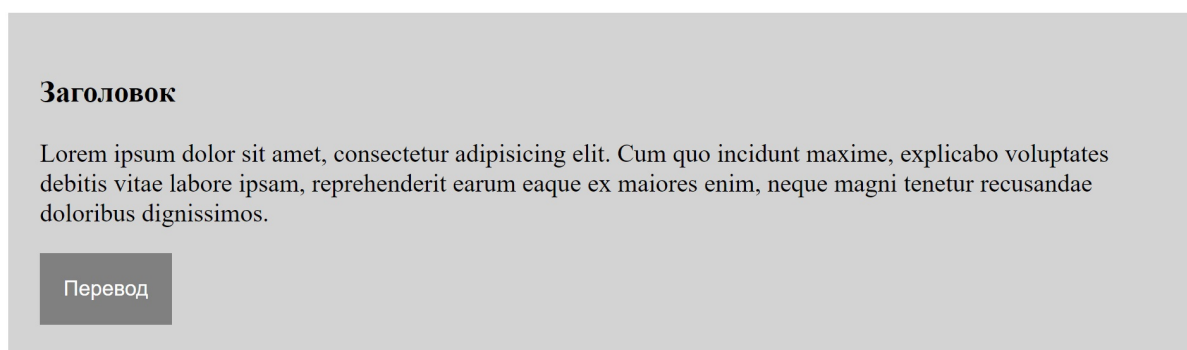 Заголовок
Lorem ipsum dolor sit amet, consectetur adipisicing elit. Cum quo incidunt maxime, explicabo voluptates
debitis vitae labore ipsam, reprehenderit earum eaque ex maiores enim, neque magni tenetur recusandae
doloribus dignissimos.
Перевод